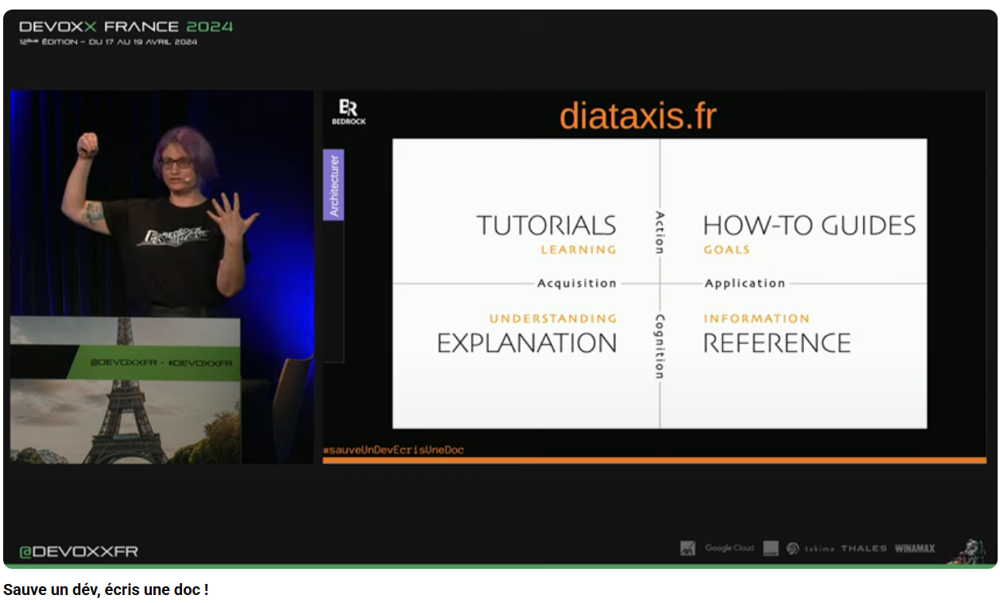 DEVOXX FRANCE 2024
12ème ÉDITION - DU 17 AU 19 AVRIL 2024
BR
BEDROCK
diataxis.fr
Architecturer
TUTORIALS
LEARNING
Action
HOW-TO GUIDES
GOALS
Acquisition
Application
UNDERSTANDING
EXPLANATION
Cognition
INFORMATION
REFERENCE
BEDROCK
@DEVOXXFR - #DEVOXXFR
#sauveUnDevEcrisUneDoc
@DEVOXXFR
Google Cloud
takima
THALES
WINAMAX
Sauve un dév, écris une doc !